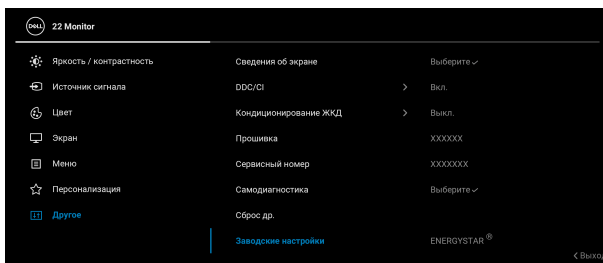 DELL 22 Monitor
Яркость / контрастность Сведения об экране Выберите ✓
Источник сигнала DDC/CI > Вкл.
Цвет Кондиционирование ЖКД > Выкл.
Экран Прошивка XXXXXX
Меню Сервисный номер XXXXXXX
Персонализация Самодиагностика Выберите ✓
Другое Сброс др.
Заводские настройки ENERGYSTAR ®
< Выход